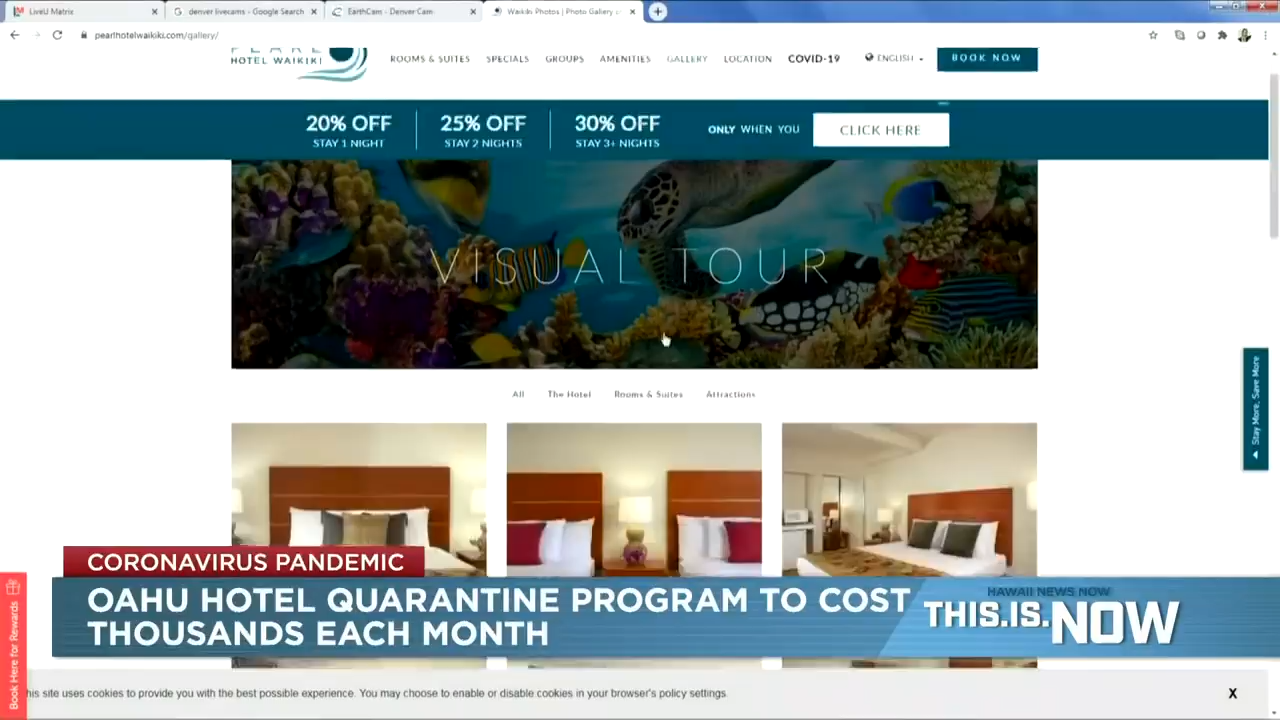 LiveU Matrix
denver livecams - Google Search
EarthCam - Denver Cam
Waikiki Photos | Photo Gallery
pearlhotelwaikiki.com/gallery/
PEARL
HOTEL WAIKIKI
ROOMS & SUITES
SPECIALS
GROUPS
AMENITIES
GALLERY
LOCATION
COVID-19
ENGLISH
BOOK NOW
20% OFF
STAY 1 NIGHT
25% OFF
STAY 2 NIGHTS
30% OFF
STAY 3+ NIGHTS
ONLY WHEN YOU
CLICK HERE
VISUAL TOUR
All
The Hotel
Rooms & Suites
Attractions
Stay More, Save More
Book Here for Rewards
CORONAVIRUS PANDEMIC
OAHU HOTEL QUARANTINE PROGRAM TO COST
THOUSANDS EACH MONTH
HAWAII NEWS NOW
THIS.IS.NOW
his site uses cookies to provide you with the best possible experience. You may choose to enable or disable cookies in your browser's policy settings.
X